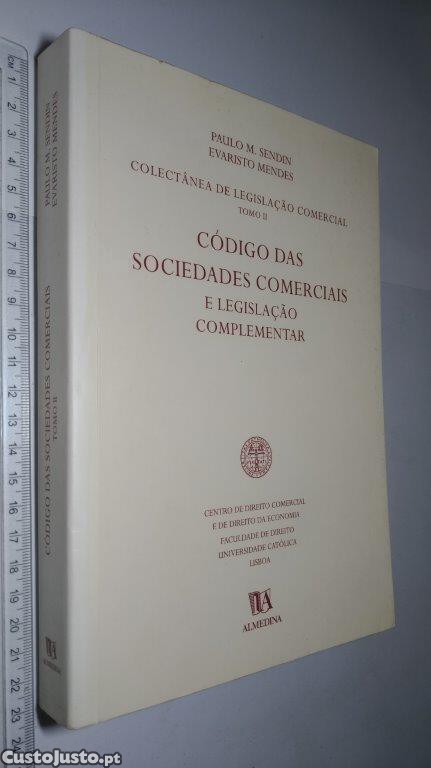 PAULO M. SENDIN
EVARISTO MENDES
COLECTÂNEA DE LEGISLAÇÃO COMERCIAL
TOMO II
CÓDIGO DAS
SOCIEDADES COMERCIAIS
E LEGISLAÇÃO
COMPLEMENTAR
CENTRO DE DIREITO COMERCIAL
E DE DIREITO DA ECONOMIA
FACULDADE DE DIREITO
UNIVERSIDADE CATÓLICA
LISBOA
ALMEDINA
PAULO M. SENDIN
EVARISTO MENDES
CÓDIGO DAS SOCIEDADES COMERCIAIS
TOMO II
ALMEDINA
CM 1 2 3 4 5 6 7 8 9 10 11 12 13 14 15 16 17 18 19 20 21 22 23 24
CustoJusto.pt